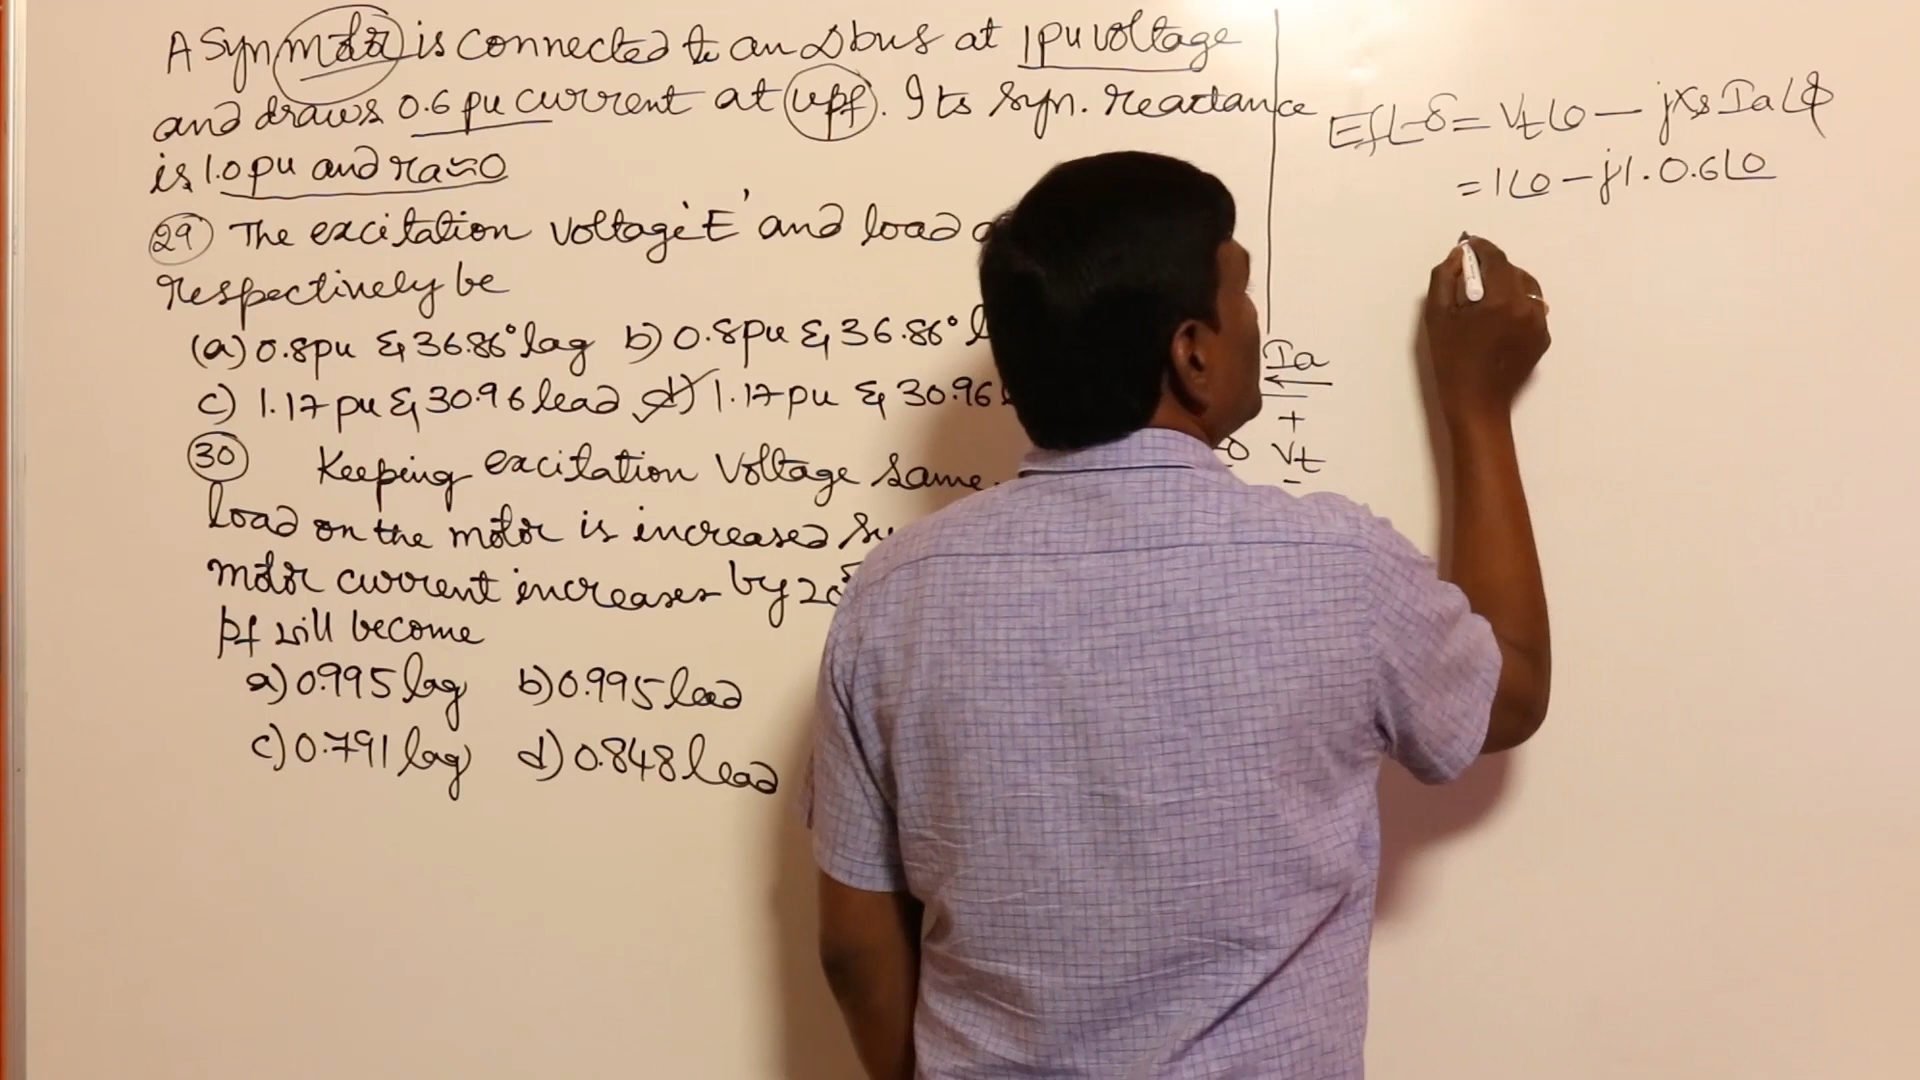 A Syn motor is connected to an ∞ bus at 1pu voltage
and draws 0.6 pu current at upf. Its syn. reactance
is 1.0 pu and ra≈0
(29) The excitation voltage 'E' and load
respectively be
(a) 0.8pu & 36.86° lag b) 0.8pu & 36.86°
c) 1.17 pu & 30.96 lead d) 1.17 pu & 30.96
(30) Keeping excitation voltage same
load on the motor is increased
motor current increases by 20
pf will become
a) 0.995 lag b) 0.995 lead
c) 0.791 lag d) 0.848 lead
Ef∠-δ = Vt∠0 - jXs Ia∠φ
= 1∠0 - j1.0.6∠0
Ia
+
Vt
-